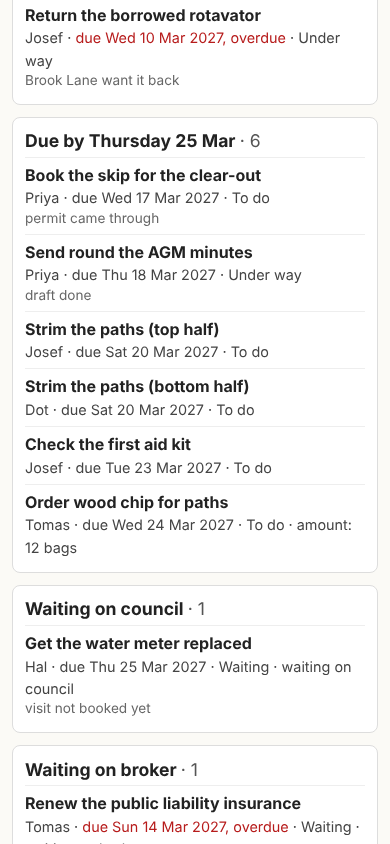 Return the borrowed rotavator
Josef · due Wed 10 Mar 2027, overdue · Under
way
Brook Lane want it back
Due by Thursday 25 Mar · 6
Book the skip for the clear-out
Priya · due Wed 17 Mar 2027 · To do
permit came through
Send round the AGM minutes
Priya · due Thu 18 Mar 2027 · Under way
draft done
Strim the paths (top half)
Josef · due Sat 20 Mar 2027 · To do
Strim the paths (bottom half)
Dot · due Sat 20 Mar 2027 · To do
Check the first aid kit
Josef · due Tue 23 Mar 2027 · To do
Order wood chip for paths
Tomas · due Wed 24 Mar 2027 · To do · amount:
12 bags
Waiting on council · 1
Get the water meter replaced
Hal · due Thu 25 Mar 2027 · Waiting · waiting on
council
visit not booked yet
Waiting on broker · 1
Renew the public liability insurance
Tomas · due Sun 14 Mar 2027, overdue · Waiting ·